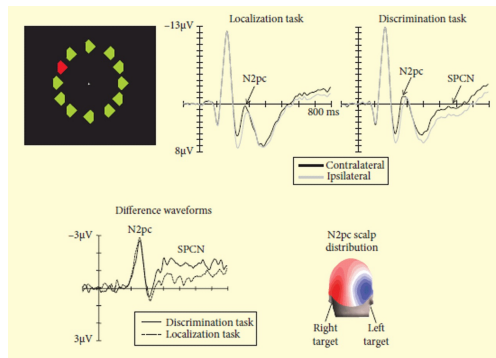 Localization task
Discrimination task
−13μV
N2pc
800 ms
8μV
N2pc
SPCN
Contralateral
Ipsilateral
Difference waveforms
−3μV
N2pc
SPCN
0
3μV
Discrimination task
Localization task
N2pc scalp
distribution
Right
target
Left
target